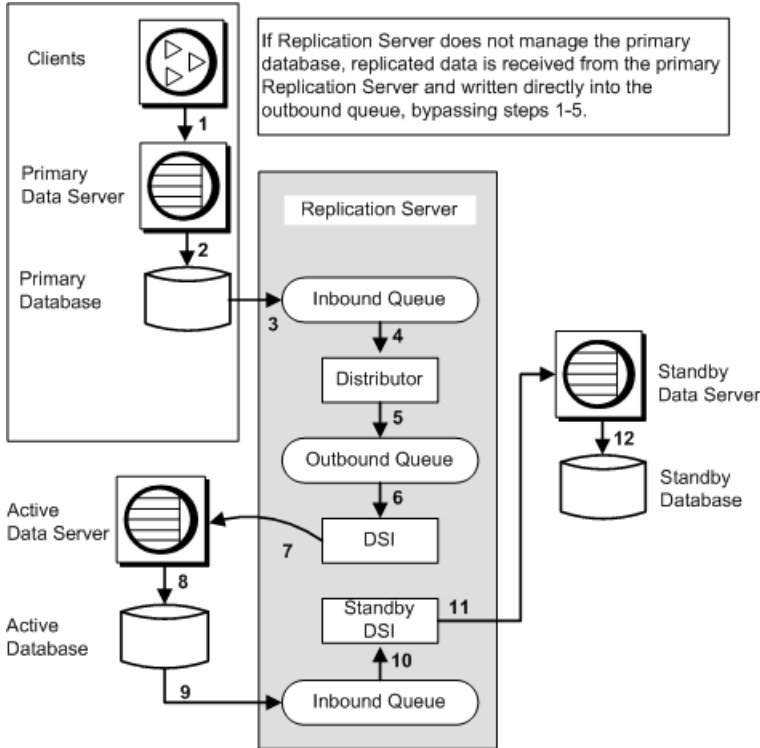 Clients
If Replication Server does not manage the primary
database, replicated data is received from the primary
Replication Server and written directly into the
outbound queue, bypassing steps 1-5.
1
Primary
Data Server
2
Primary
Database
3
Replication Server
Inbound Queue
4
Distributor
5
Outbound Queue
6
DSI
7
Active
Data Server
8
Active
Database
9
Inbound Queue
10
Standby
DSI
11
Standby
Data Server
12
Standby
Database